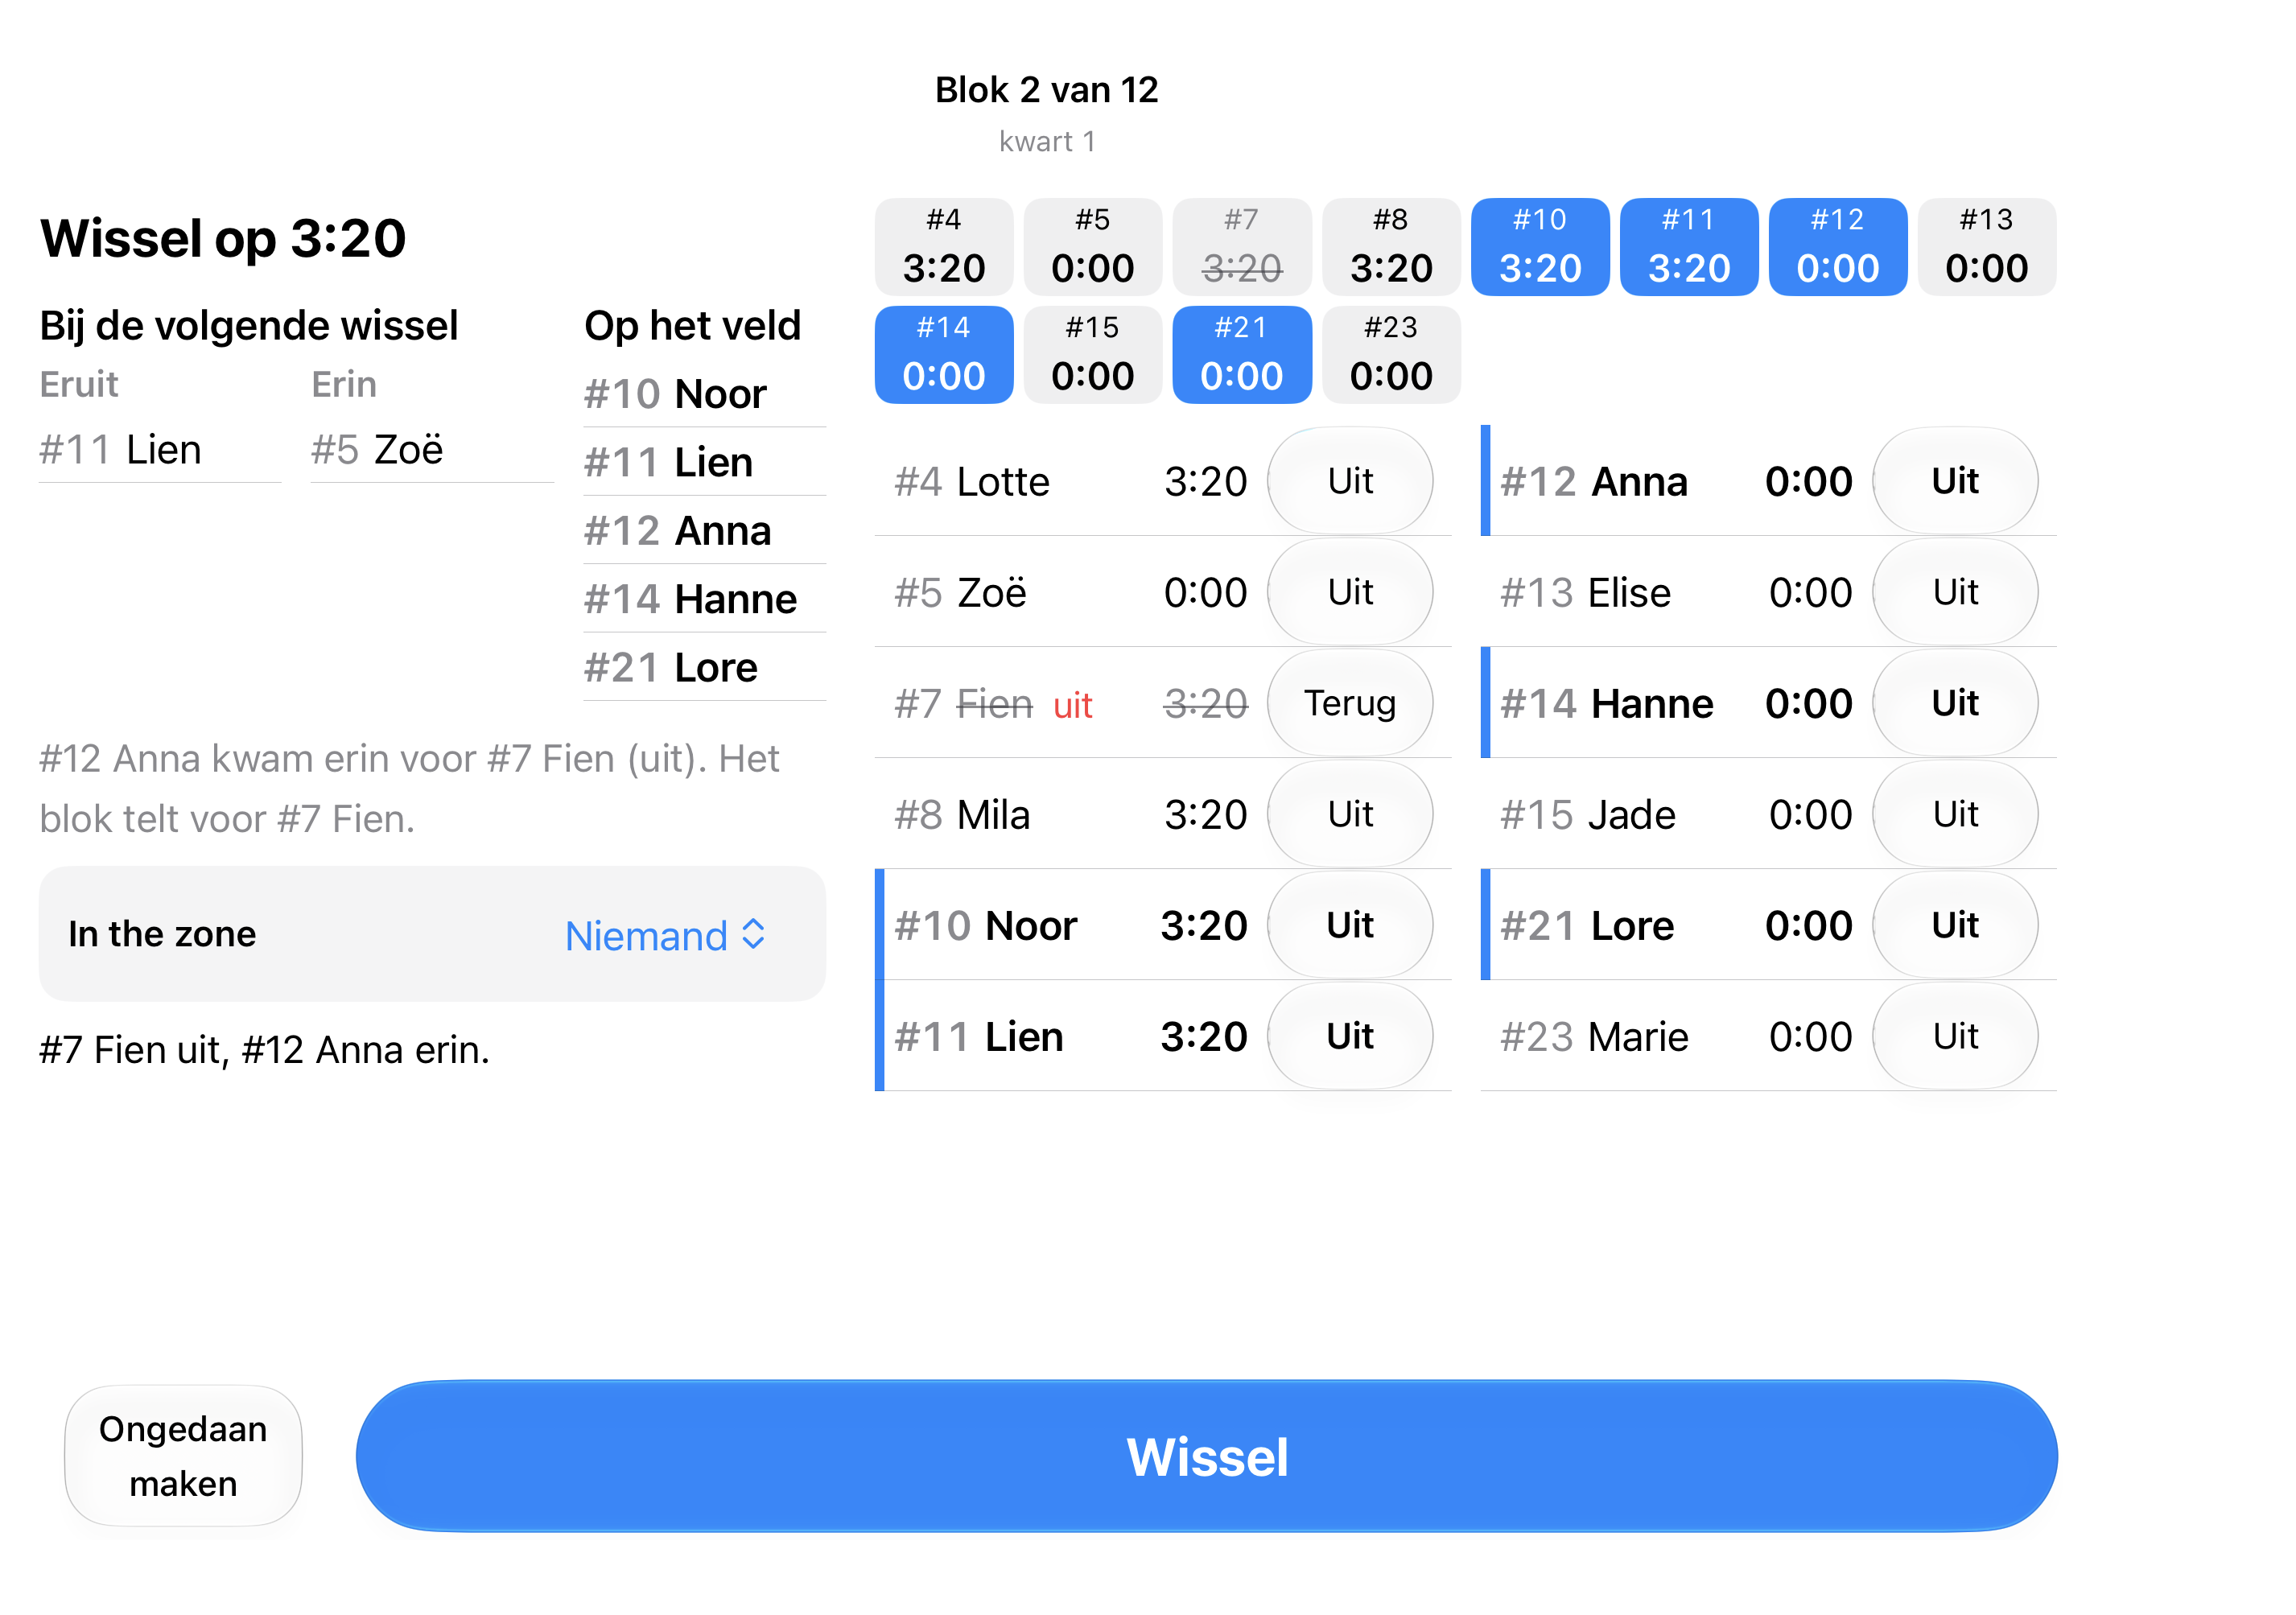 Blok 2 van 12
kwart 1
Wissel op 3:20
Bij de volgende wissel
Eruit Erin
#11 Lien #5 Zoë
Op het veld
#10 Noor
#11 Lien
#12 Anna
#14 Hanne
#21 Lore
#12 Anna kwam erin voor #7 Fien (uit). Het
blok telt voor #7 Fien.
In the zone Niemand
#7 Fien uit, #12 Anna erin.
#4 #5 #7 #8 #10 #11 #12 #13
3:20 0:00 3:20 3:20 3:20 3:20 0:00 0:00
#14 #15 #21 #23
0:00 0:00 0:00 0:00
#4 Lotte 3:20 Uit
#5 Zoë 0:00 Uit
#7 Fien uit 3:20 Terug
#8 Mila 3:20 Uit
#10 Noor 3:20 Uit
#11 Lien 3:20 Uit
#12 Anna 0:00 Uit
#13 Elise 0:00 Uit
#14 Hanne 0:00 Uit
#15 Jade 0:00 Uit
#21 Lore 0:00 Uit
#23 Marie 0:00 Uit
Ongedaan
maken
Wissel